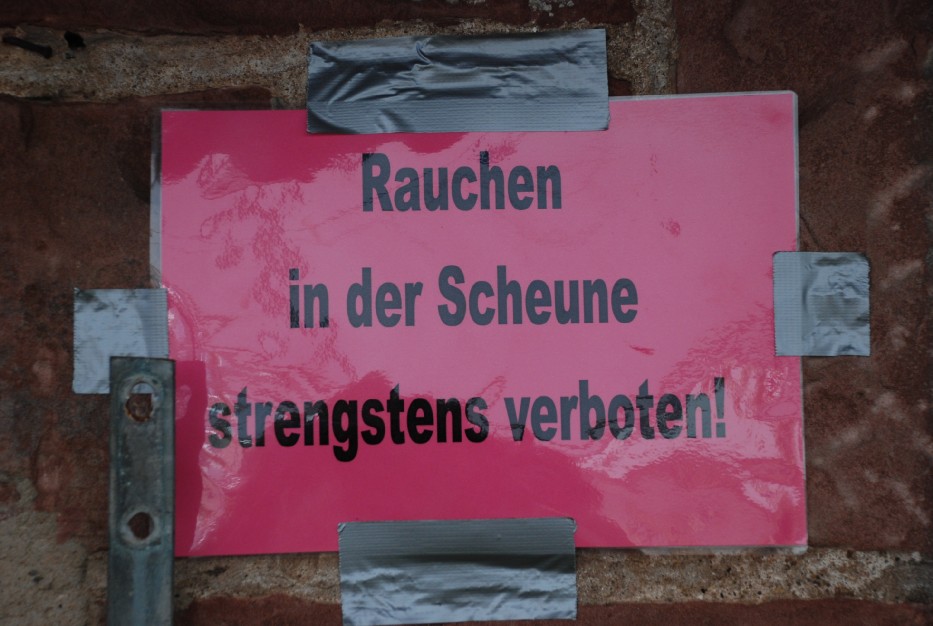 Rauchen
in der Scheune
strengstens verboten!